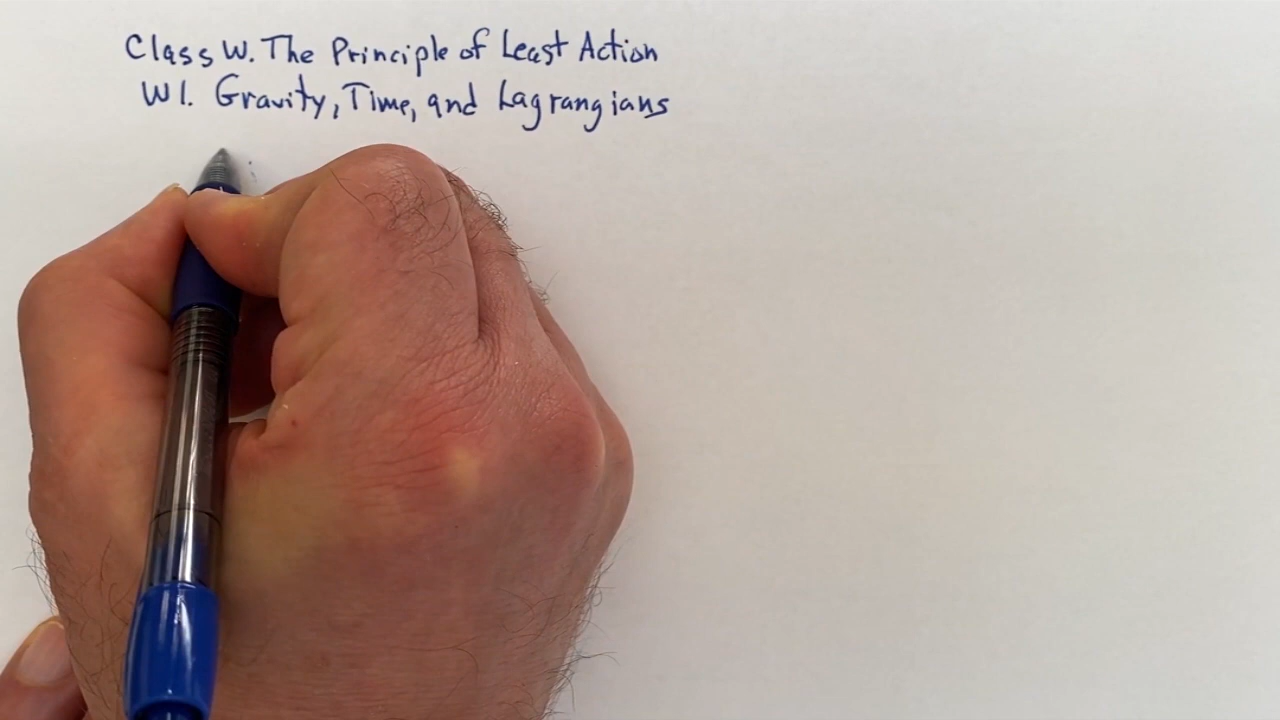 Class W. The Principle of Least Action
W1. Gravity, Time, and Lagrangians